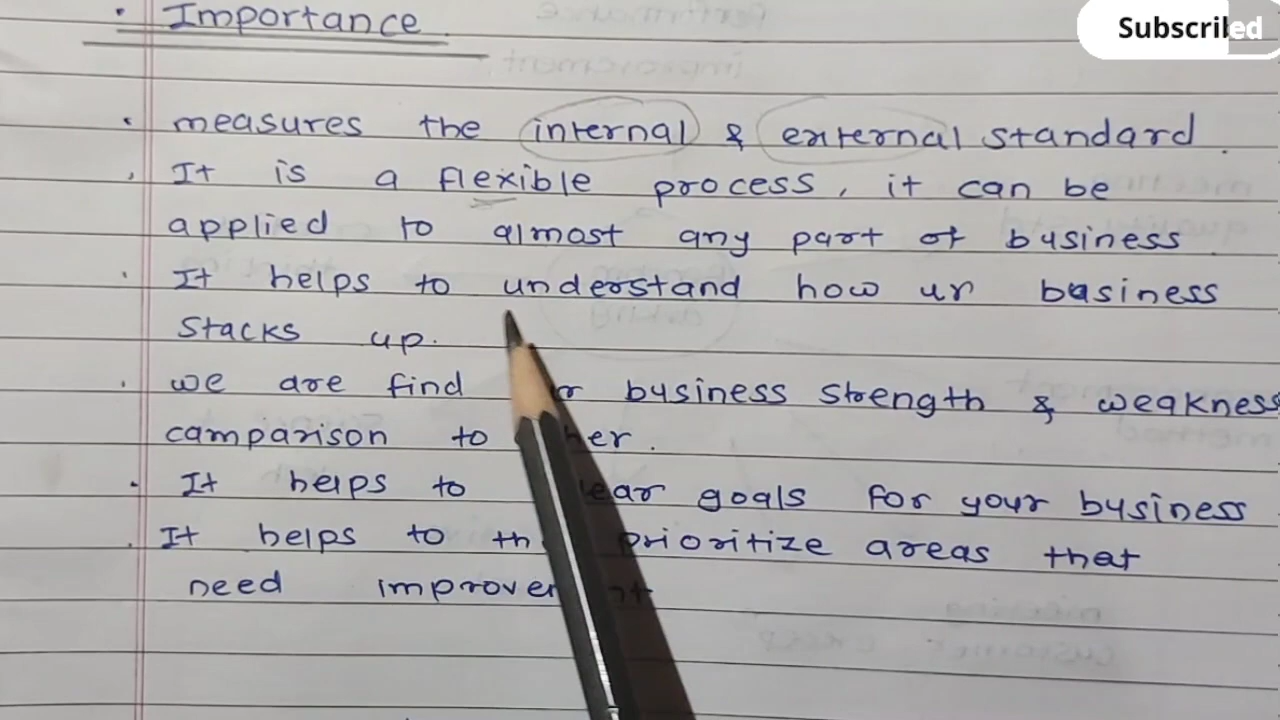 Subscribed
• Importance
• measures the internal & external standard.
• It is a flexible process, it can be
applied to almost any part of business
• It helps to understand how ur business
stacks up.
• we are find business strength & weakness
camparison to
• It helps to goals for your business
• It helps to prioritize areas that
need